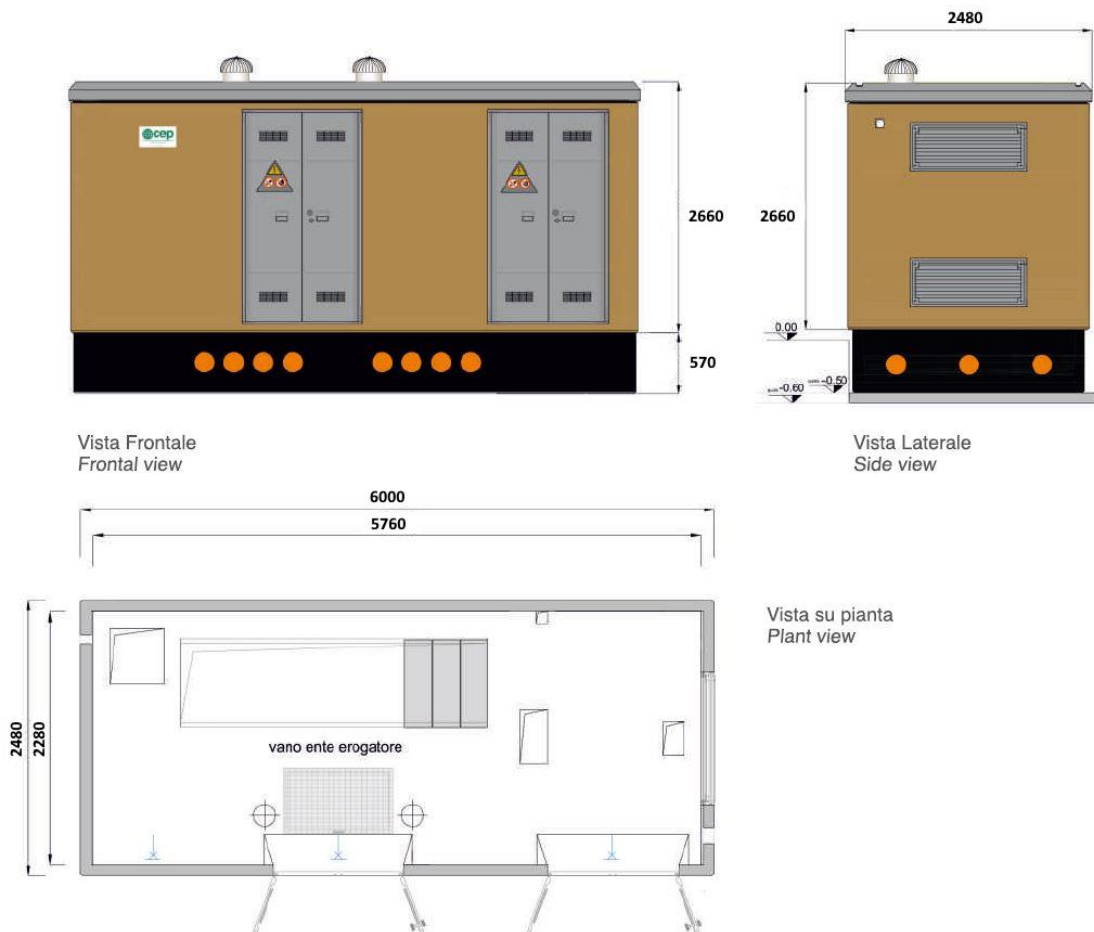 2480
cep
2660
2660
0.00
570
-0.60
-0.50
Vista Frontale
Frontal view
Vista Laterale
Side view
6000
5760
Vista su pianta
Plant view
2480
2280
vano ente erogatore